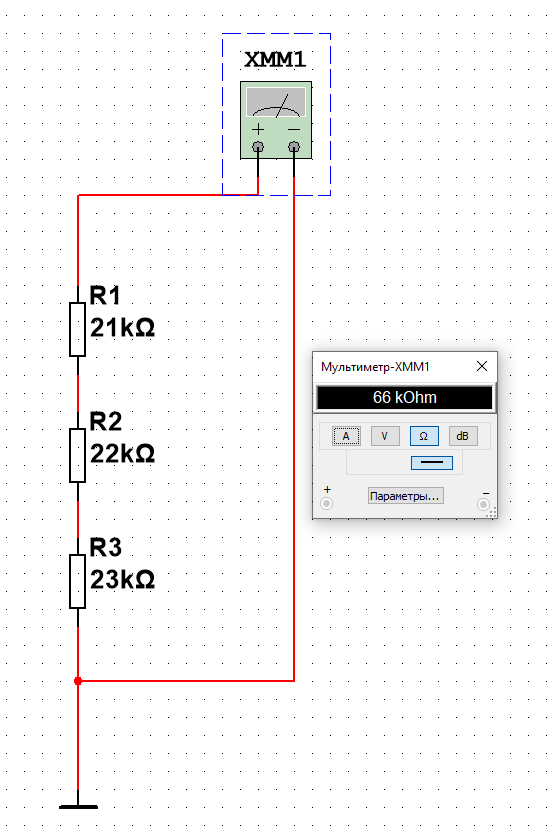 XMM1
+ −
R1
21kΩ
R2
22kΩ
R3
23kΩ
Мультиметр-XMM1
66 kOhm
A V Ω dB
+ −
Параметры...